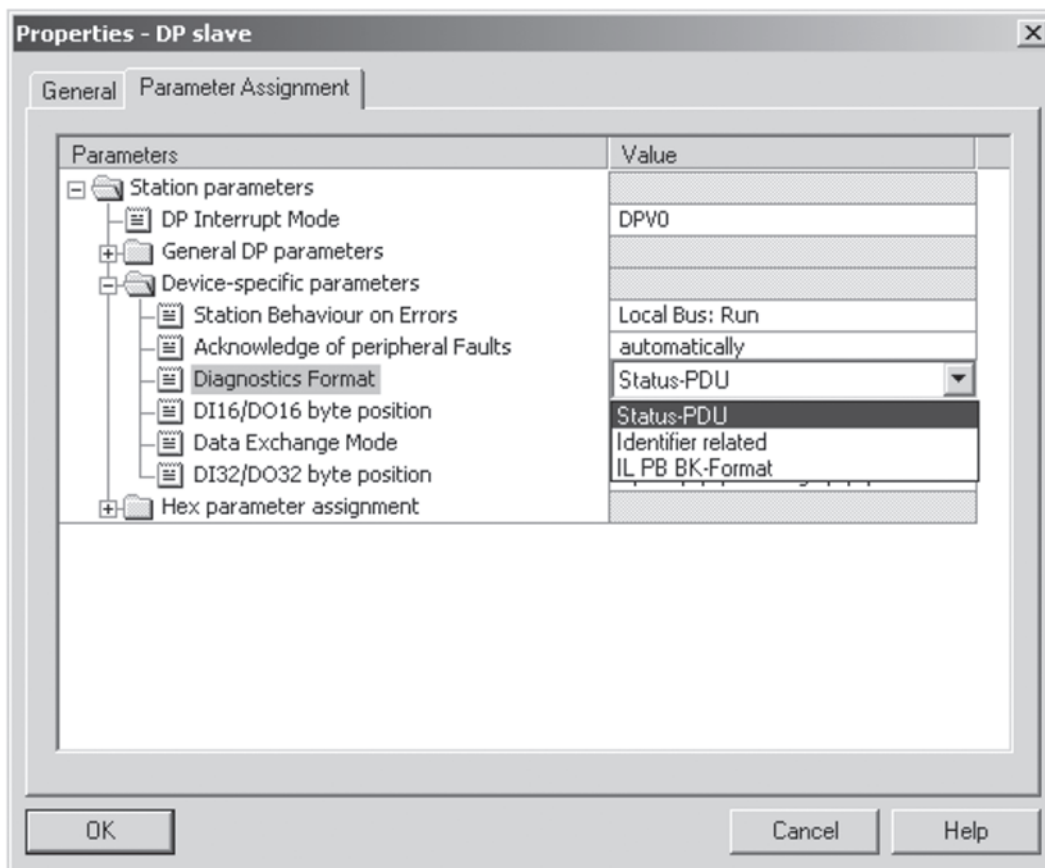 Properties - DP slave
General Parameter Assignment
Parameters Value
Station parameters
DP Interrupt Mode DPV0
General DP parameters
Device-specific parameters
Station Behaviour on Errors Local Bus: Run
Acknowledge of peripheral Faults automatically
Diagnostics Format Status-PDU
DI16/DO16 byte position Status-PDU
Data Exchange Mode Identifier related
DI32/DO32 byte position IL PB BK-Format
Hex parameter assignment
OK Cancel Help